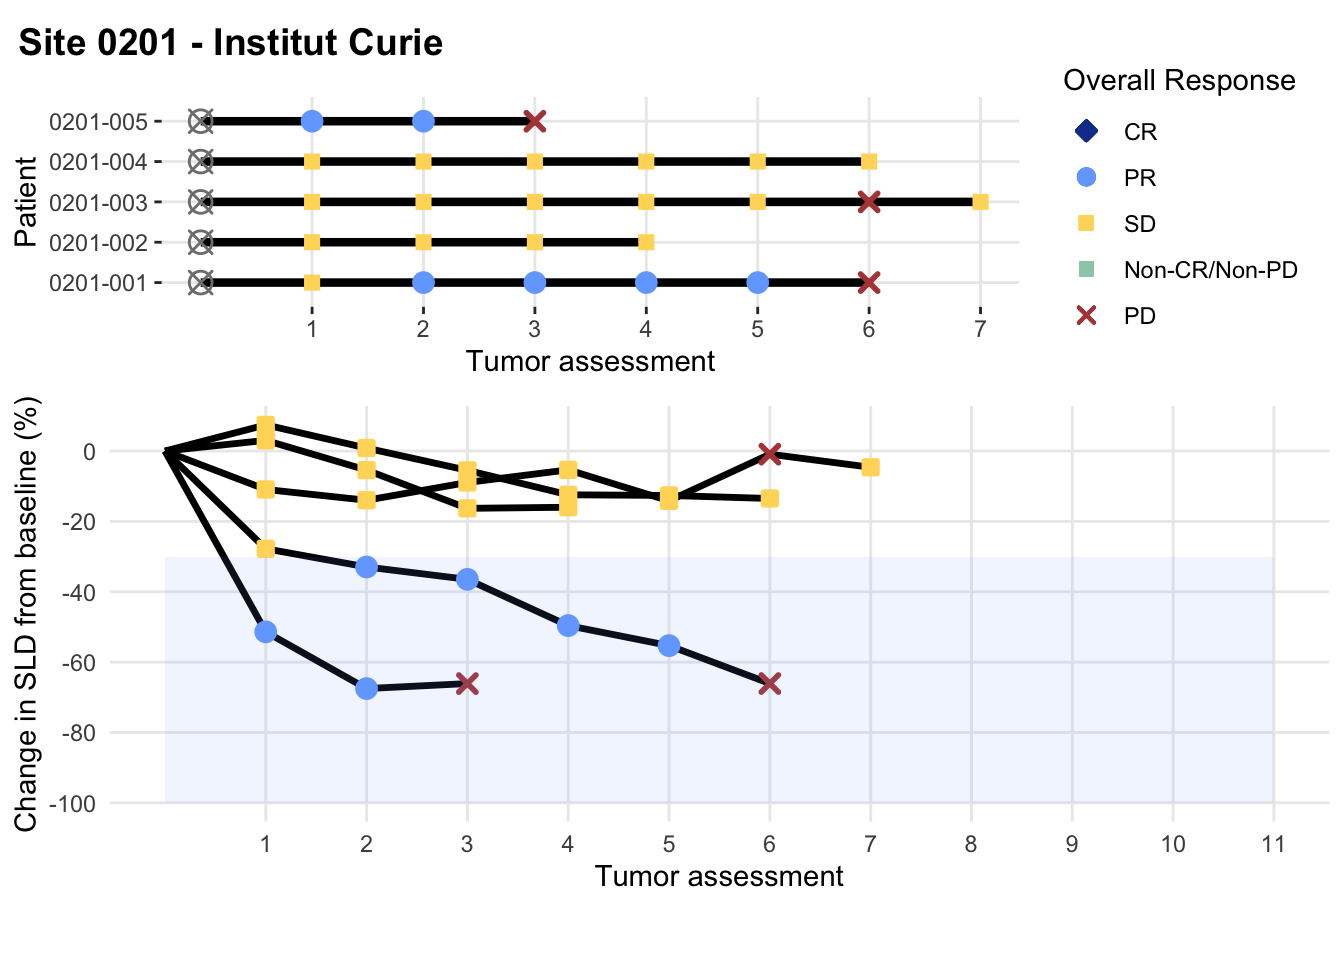 Site 0201 - Institut Curie
Overall Response
CR
PR
SD
Non-CR/Non-PD
PD
Patient
0201-005
0201-004
0201-003
0201-002
0201-001
1 2 3 4 5 6 7
Tumor assessment
Change in SLD from baseline (%)
0
-20
-40
-60
-80
-100
1 2 3 4 5 6 7 8 9 10 11
Tumor assessment